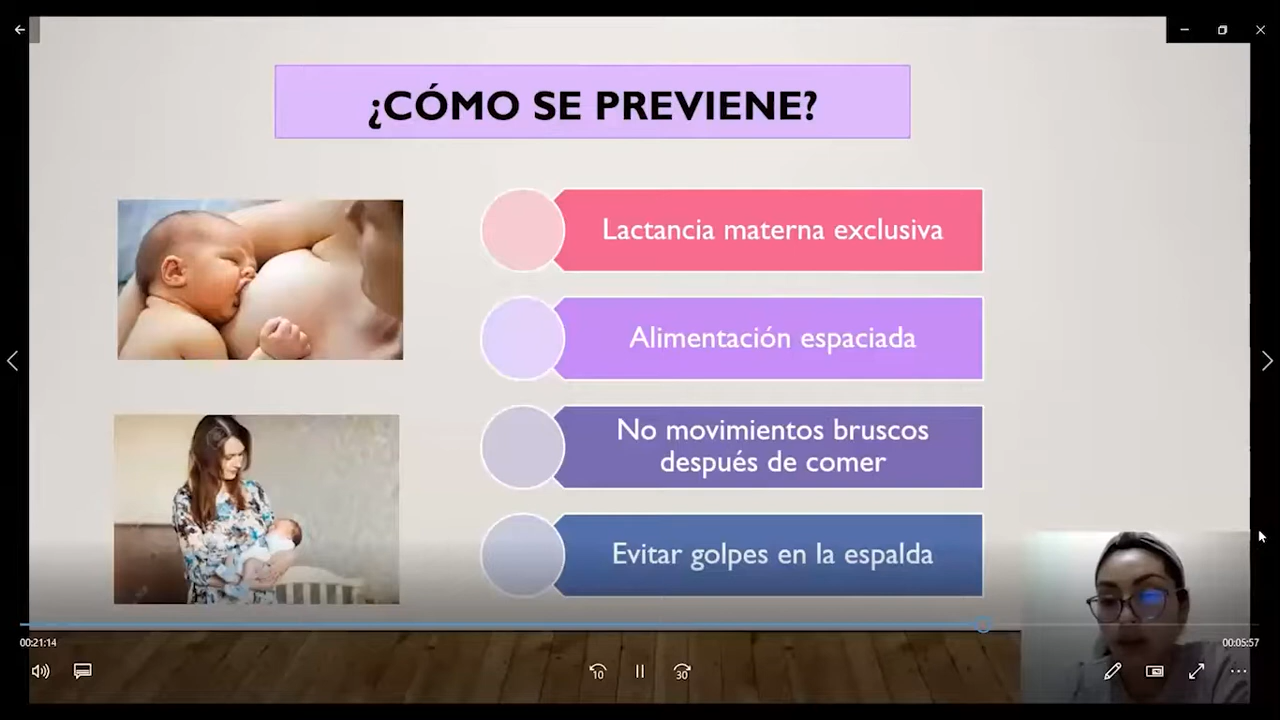 ¿CÓMO SE PREVIENE?
Lactancia materna exclusiva
Alimentación espaciada
No movimientos bruscos
después de comer
Evitar golpes en la espalda
00:21:14
00:05:57
10
30